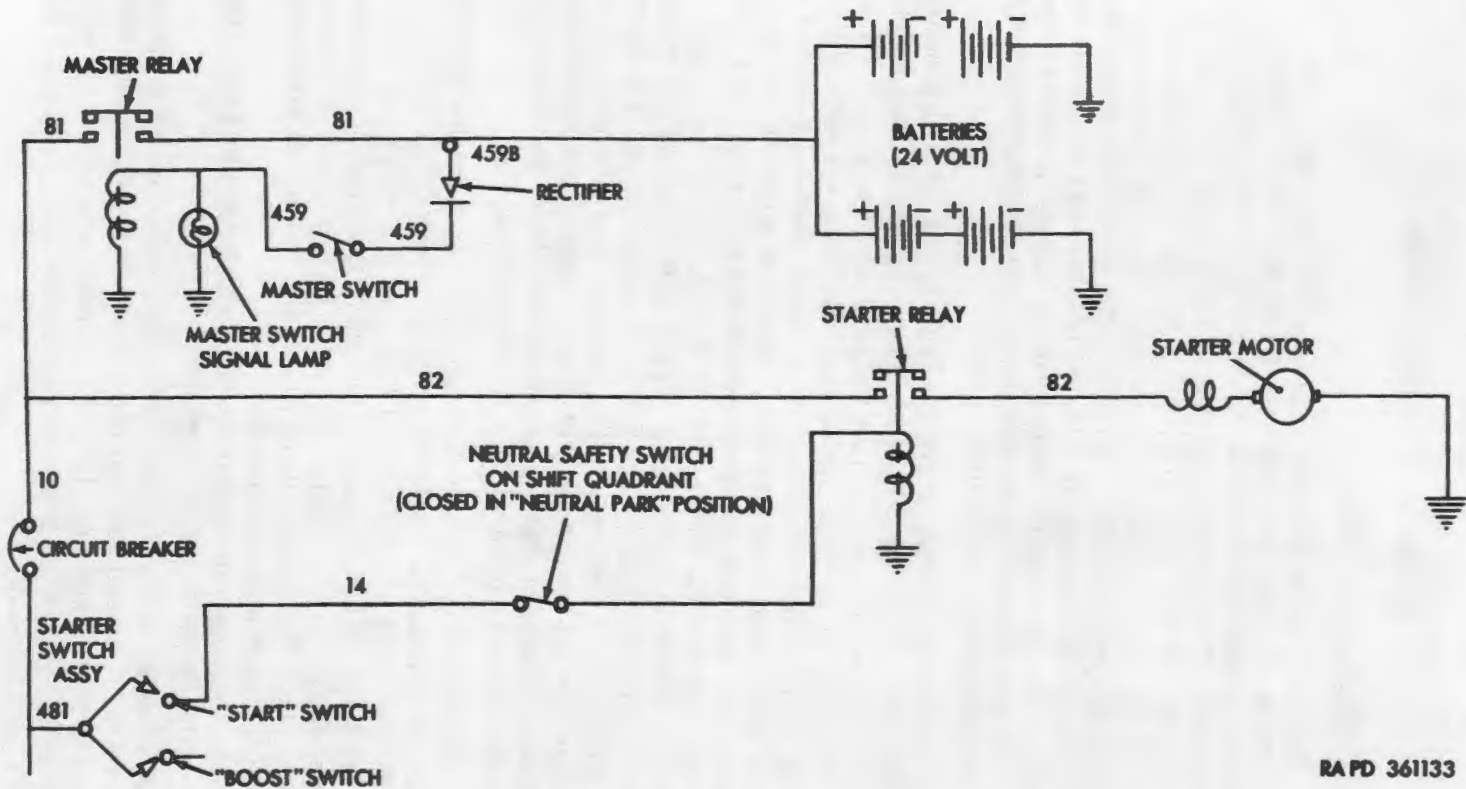 MASTER RELAY
81
81
459B
RECTIFIER
459
459
MASTER SWITCH
MASTER SWITCH
SIGNAL LAMP
+ - + -
BATTERIES
(24 VOLT)
+ - + -
STARTER RELAY
STARTER MOTOR
82
82
NEUTRAL SAFETY SWITCH
ON SHIFT QUADRANT
(CLOSED IN "NEUTRAL PARK" POSITION)
10
CIRCUIT BREAKER
14
STARTER
SWITCH
ASSY
481
"START" SWITCH
"BOOST" SWITCH
RA PD 361133